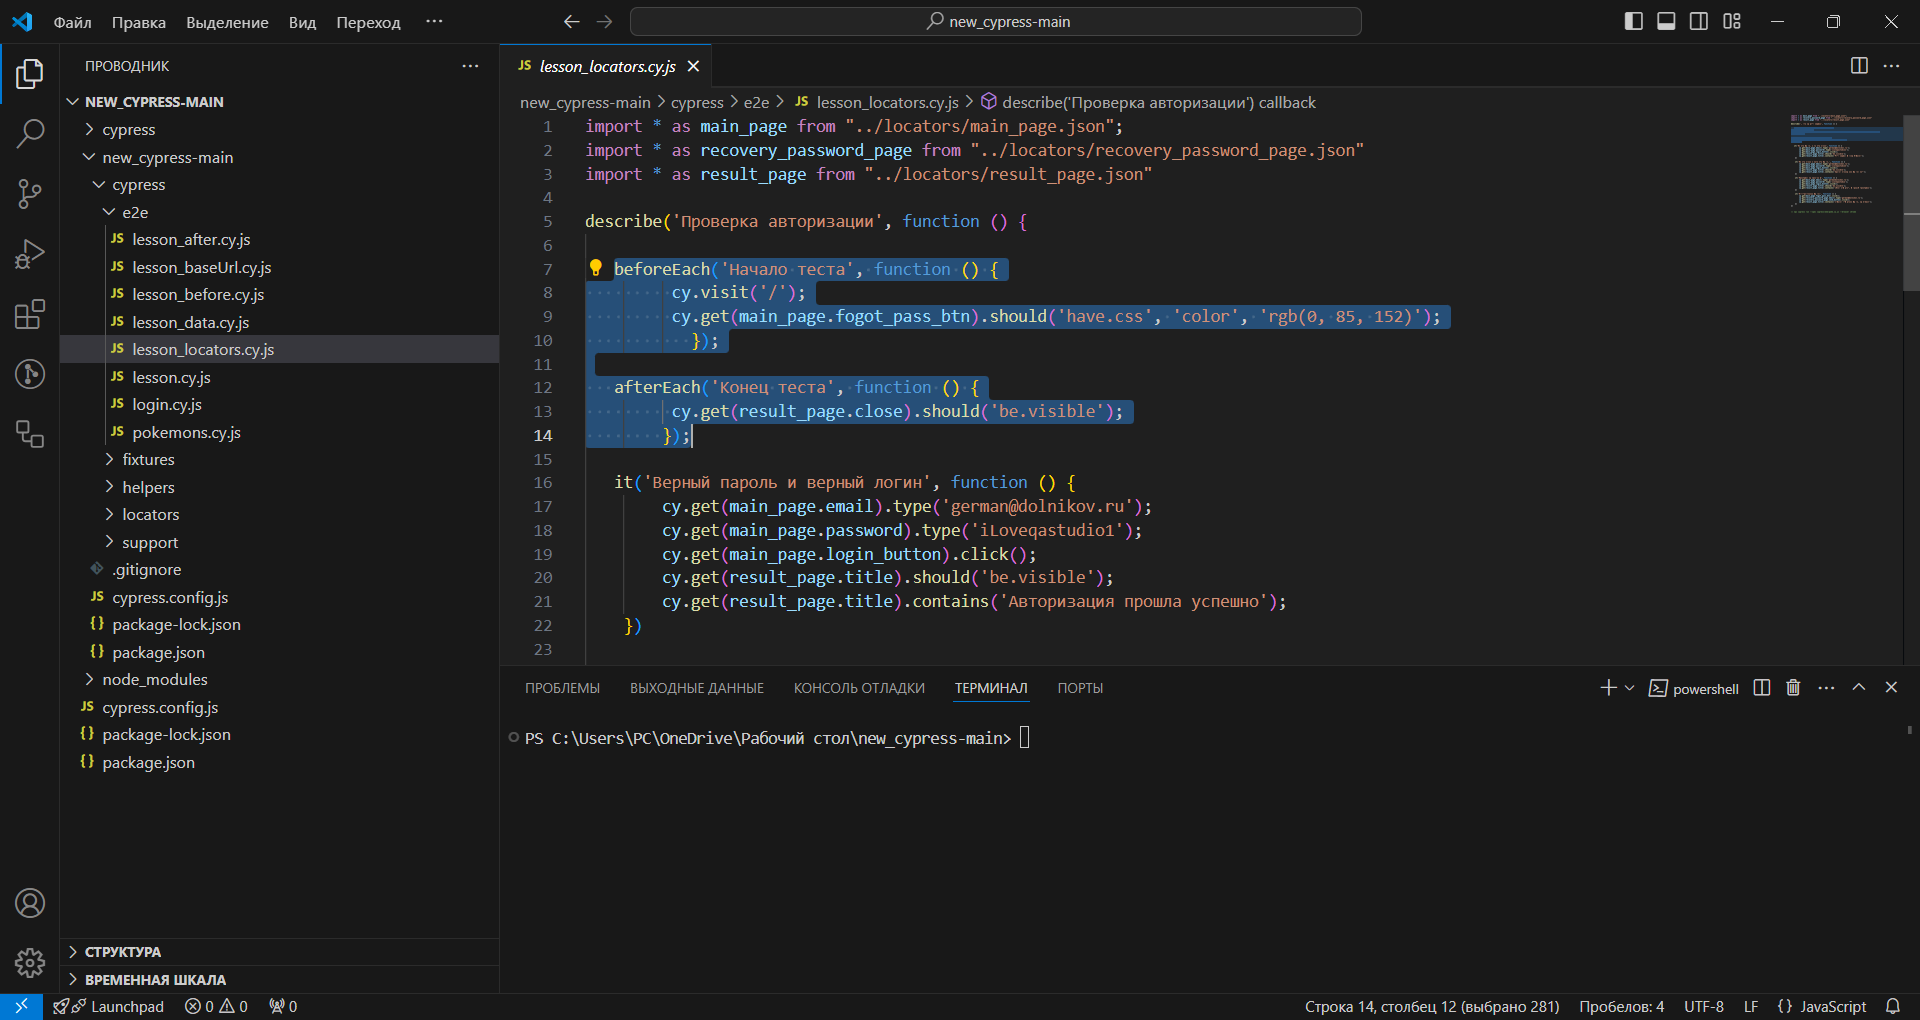 Файл Правка Выделение Вид Переход ··· new_cypress-main
ПРОВОДНИК ···
NEW_CYPRESS-MAIN
cypress
new_cypress-main
cypress
e2e
JS lesson_after.cy.js
JS lesson_baseUrl.cy.js
JS lesson_before.cy.js
JS lesson_data.cy.js
JS lesson_locators.cy.js
JS lesson.cy.js
JS login.cy.js
JS pokemons.cy.js
fixtures
helpers
locators
support
.gitignore
JS cypress.config.js
{} package-lock.json
{} package.json
node_modules
JS cypress.config.js
{} package-lock.json
{} package.json
СТРУКТУРА
ВРЕМЕННАЯ ШКАЛА
JS lesson_locators.cy.js
new_cypress-main > cypress > e2e > JS lesson_locators.cy.js > describe('Проверка авторизации') callback
1 import * as main_page from "../locators/main_page.json";
2 import * as recovery_password_page from "../locators/recovery_password_page.json"
3 import * as result_page from "../locators/result_page.json"
4
5 describe('Проверка авторизации', function () {
6
7 beforeEach('Начало·теста',·function·()·{
8 cy.visit('/');
9 cy.get(main_page.fogot_pass_btn).should('have.css',·'color',·'rgb(0,·85,·152)');
10 });
11
12 afterEach('Конец·теста',·function·()·{
13 cy.get(result_page.close).should('be.visible');
14 });
15
16 it('Верный пароль и верный логин', function () {
17 cy.get(main_page.email).type('german@dolnikov.ru');
18 cy.get(main_page.password).type('iLoveqastudio1');
19 cy.get(main_page.login_button).click();
20 cy.get(result_page.title).should('be.visible');
21 cy.get(result_page.title).contains('Авторизация прошла успешно');
22 })
23
ПРОБЛЕМЫ ВЫХОДНЫЕ ДАННЫЕ КОНСОЛЬ ОТЛАДКИ ТЕРМИНАЛ ПОРТЫ powershell ···
PS C:\Users\PC\OneDrive\Рабочий стол\new_cypress-main>
Launchpad 0 0 0 Строка 14, столбец 12 (выбрано 281) Пробелов: 4 UTF-8 LF {} JavaScript